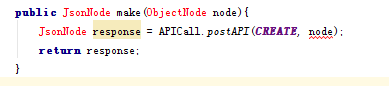 public JsonNode make(ObjectNode node){
JsonNode response = APICall.postAPI(CREATE, node);
return response;
}